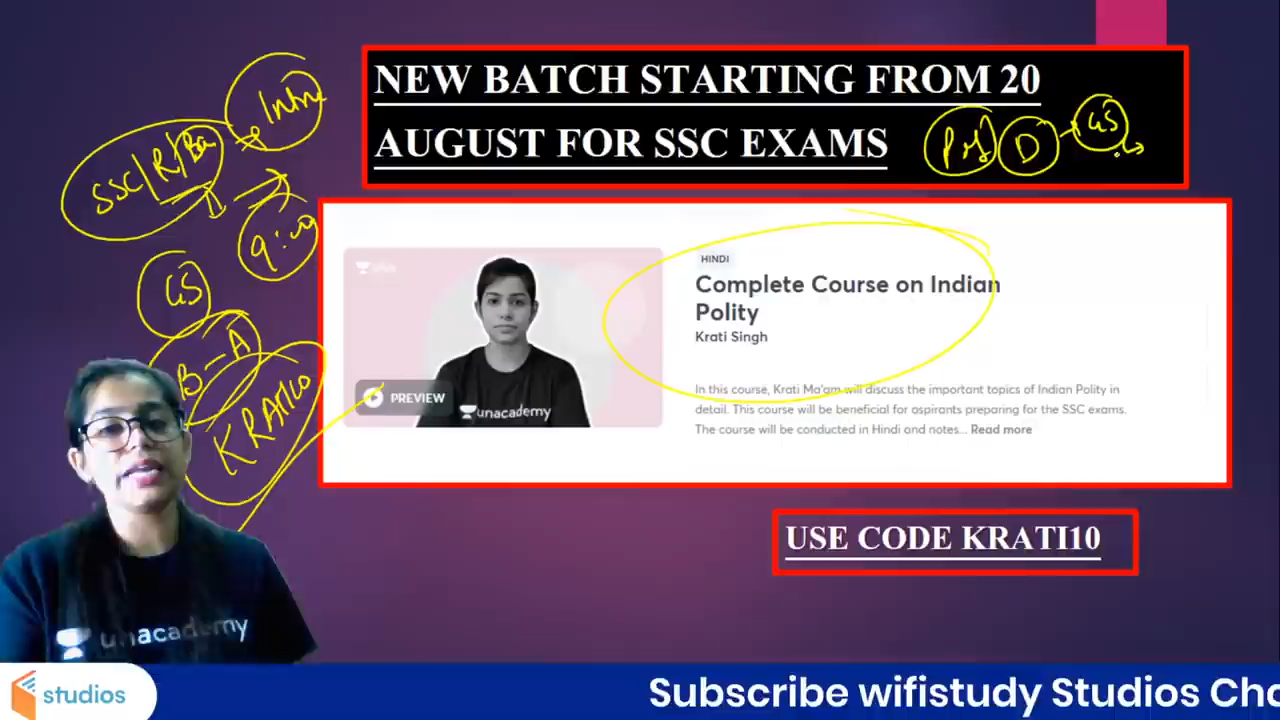 NEW BATCH STARTING FROM 20
AUGUST FOR SSC EXAMS
D
GS
SSC/R/Ba
GS
B-A
HINDI
Complete Course on Indian
Polity
Krati Singh
In this course, Krati Ma'am will discuss the important topics of Indian Polity in
detail. This course will be beneficial for aspirants preparing for the SSC exams.
The course will be conducted in Hindi and notes... Read more
PREVIEW
unacademy
KRATI10
USE CODE KRATI10
unacademy
studios
Subscribe wifistudy Studios Cha